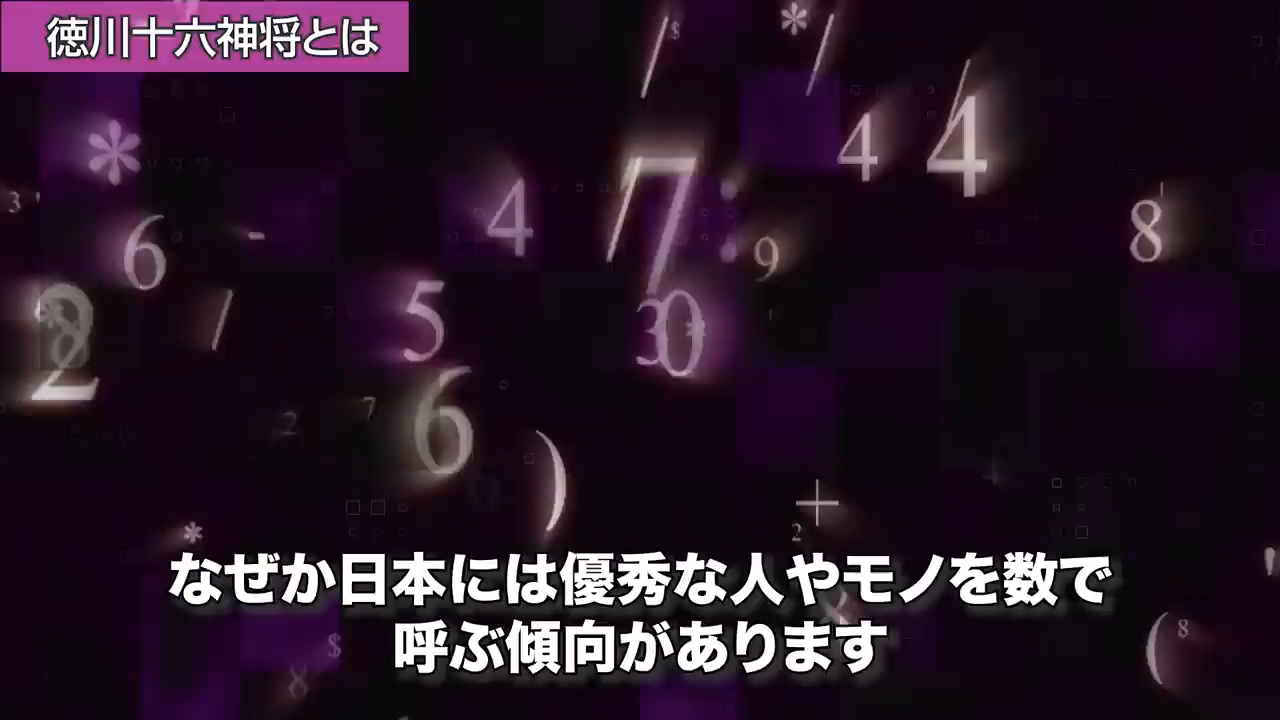 徳川十六神将とは
なぜか日本には優秀な人やモノを数で
呼ぶ傾向があります